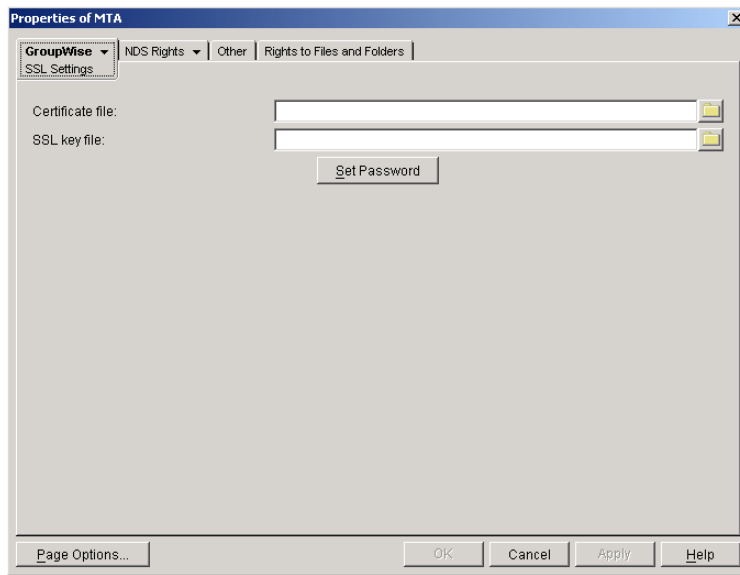 Properties of MTA
GroupWise NDS Rights Other Rights to Files and Folders
SSL Settings
Certificate file:
SSL key file:
Set Password
Page Options... OK Cancel Apply Help